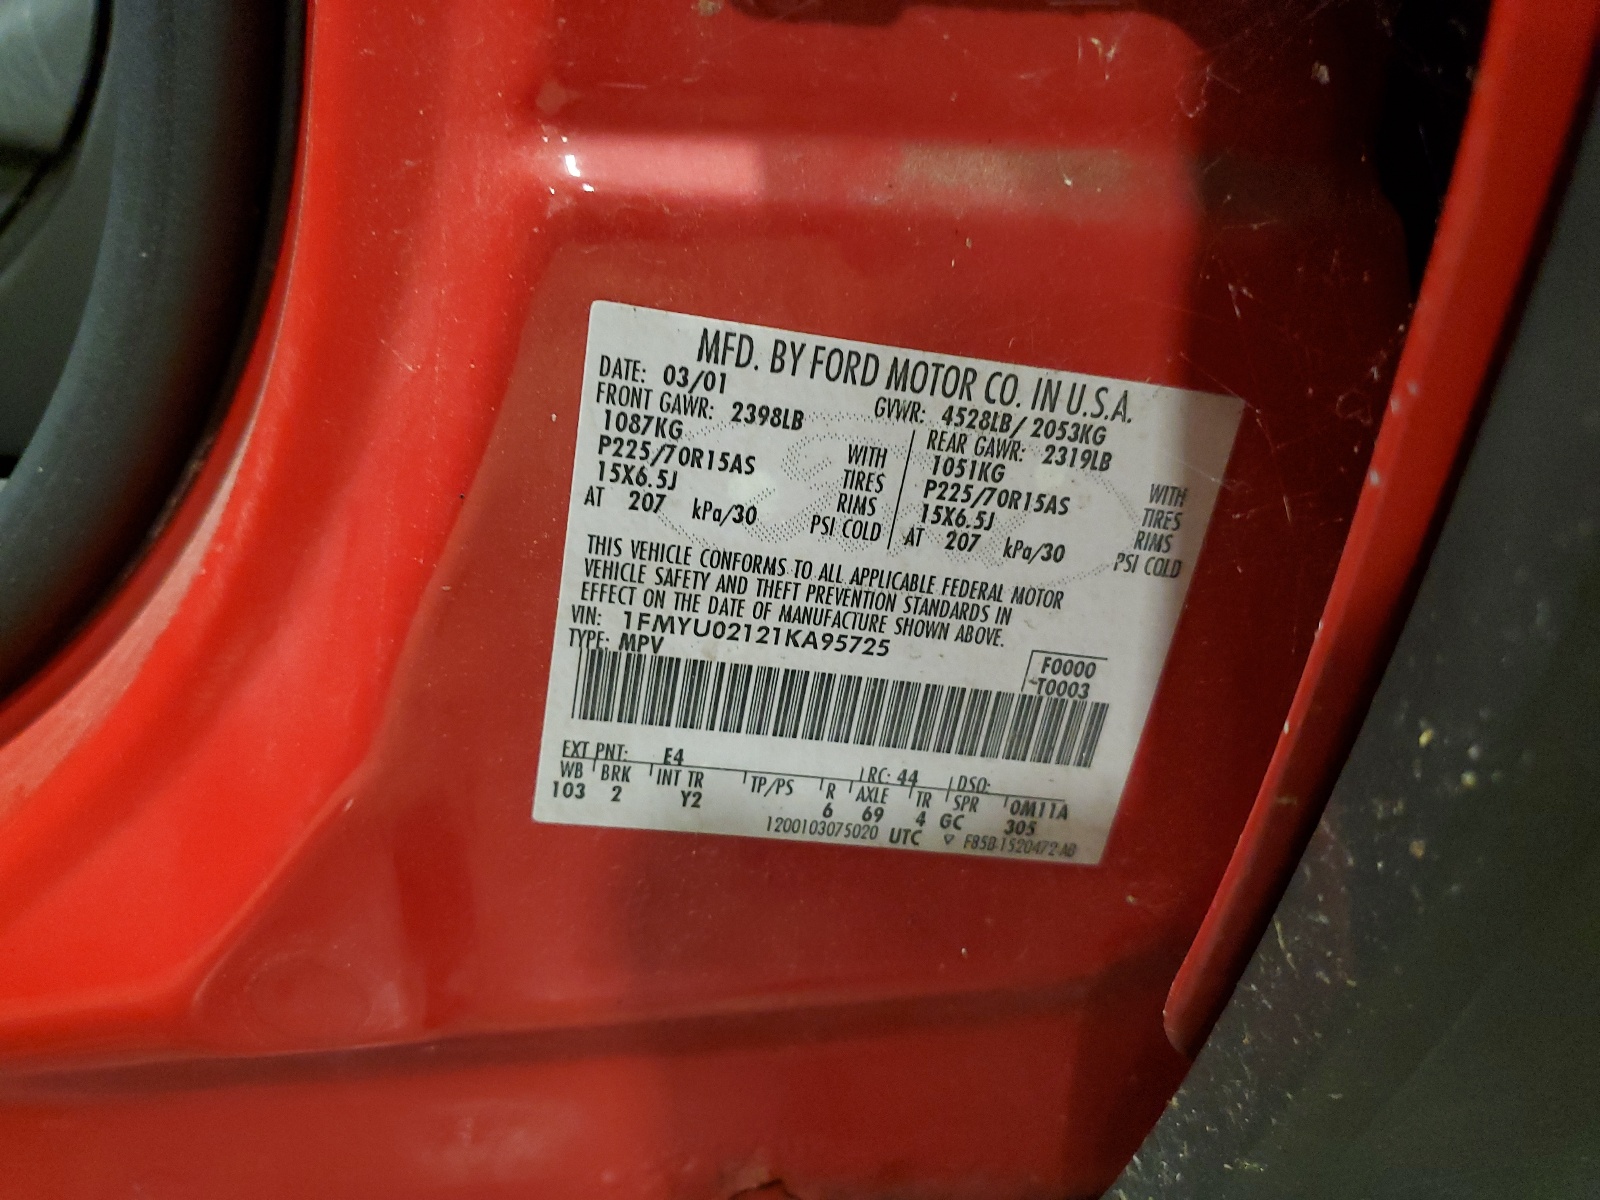 MFD. BY FORD MOTOR CO. IN U.S.A.
DATE: 03/01 GVWR: 4528LB/ 2053KG
FRONT GAWR: 2398LB REAR GAWR: 2319LB
1087KG WITH 1051KG WITH
P225/70R15AS TIRES P225/70R15AS TIRES
15X6.5J RIMS 15X6.5J RIMS
AT 207 kPa/30 PSI COLD AT 207 kPa/30 PSI COLD
THIS VEHICLE CONFORMS TO ALL APPLICABLE FEDERAL MOTOR
VEHICLE SAFETY AND THEFT PREVENTION STANDARDS IN
EFFECT ON THE DATE OF MANUFACTURE SHOWN ABOVE.
VIN: 1FMYU02121KA95725
TYPE: MPV F0000
T0003
EXT PNT: E4 RC: 44 DSO:
WB BRK INT TR TP/PS R AXLE TR SPR 0M11A
103 2 Y2 6 69 4 GC 305
1200103075020 UTC ▽ F85B-1520472-AB